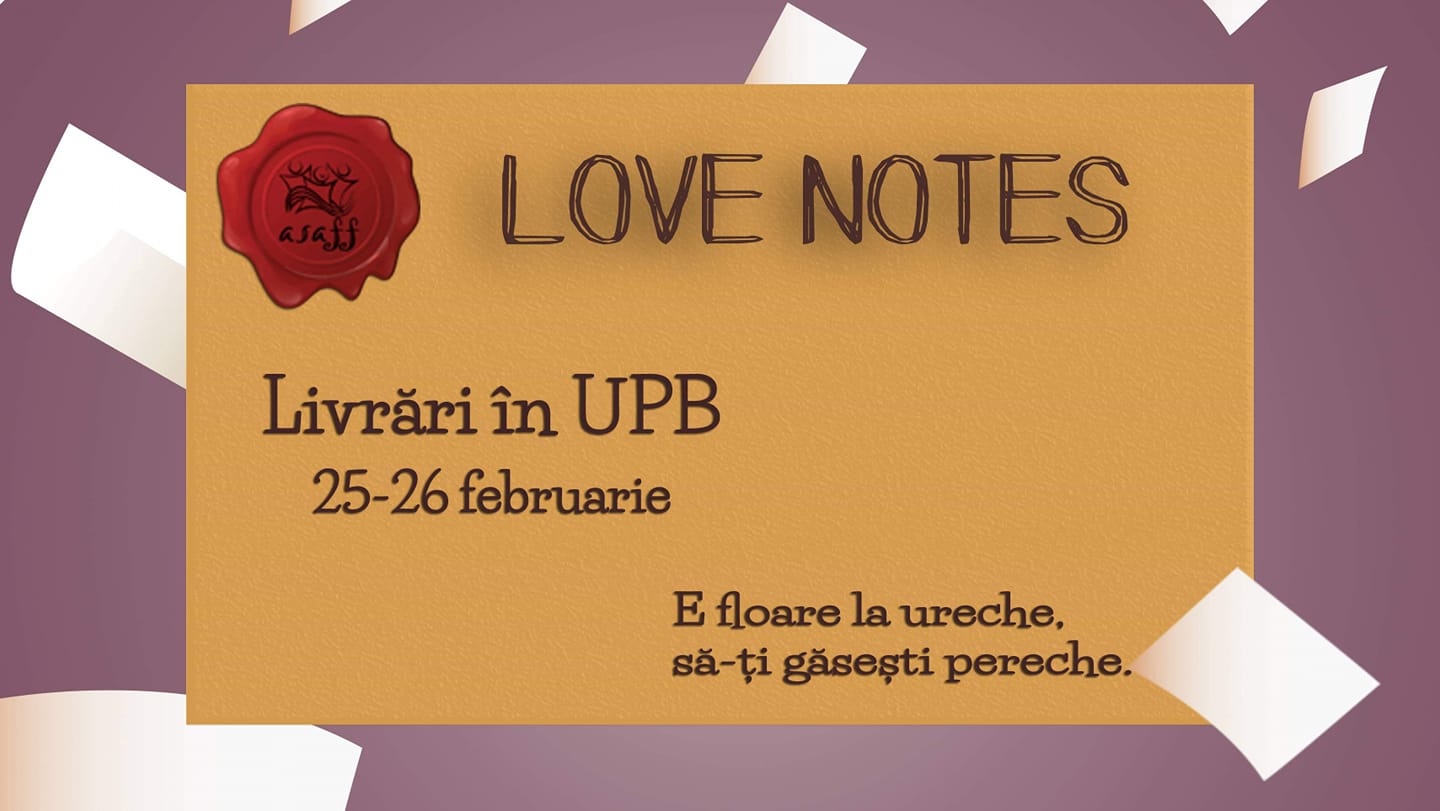 asaff
LOVE NOTES
Livrări în UPB
25-26 februarie
E floare la ureche,
să-ți găsești pereche.